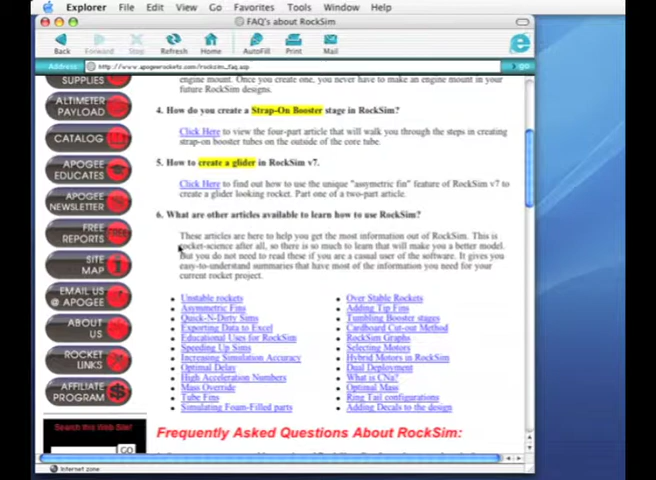 Explorer File Edit View Go Favorites Tools Window Help
FAQ's about RockSim
Back Forward Stop Refresh Home AutoFill Print Mail
Address http://www.apogeerockets.com/rocksim_faq.asp go
SUPPLIES
ALTIMETER PAYLOAD
CATALOG
APOGEE EDUCATES
APOGEE NEWSLETTER
FREE REPORTS
SITE MAP
EMAIL US @ APOGEE
ABOUT US
ROCKET LINKS
AFFILIATE PROGRAM
Search this Web Site!
GO
engine mount. Once you create one, you never have to make an engine mount in your
future RockSim designs.
4. How do you create a Strap-On Booster stage in RockSim?
Click Here to view the four-part article that will walk you through the steps in creating
strap-on booster tubes on the outside of the core tube.
5. How to create a glider in RockSim v7.
Click Here to find out how to use the unique "assymetric fin" feature of RockSim v7 to
create a glider looking rocket. Part one of a two-part article.
6. What are other articles available to learn how to use RockSim?
These articles are here to help you get the most information out of RockSim. This is
rocket-science after all, so there is so much to learn that will make you a better model.
But you do not need to read these if you are a casual user of the software. It gives you
easy-to-understand summaries that have most of the information you need for your
current rocket project.
Unstable rockets
Asymmetric Fins
Quick-N-Dirty Sims
Exporting Data to Excel
Educational Uses for RockSim
Speeding Up Sims
Increasing Simulation Accuracy
Optimal Delay
High Acceleration Numbers
Mass Override
Tube Fins
Simulating Foam-Filled parts
Over Stable Rockets
Adding Tip Fins
Tumbling Booster stages
Cardboard Cut-out Method
RockSim Graphs
Selecting Motors
Hybrid Motors in RockSim
Dual Deployment
What is CNa?
Optimal Mass
Ring Tail configurations
Adding Decals to the design
Frequently Asked Questions About RockSim:
Internet zone